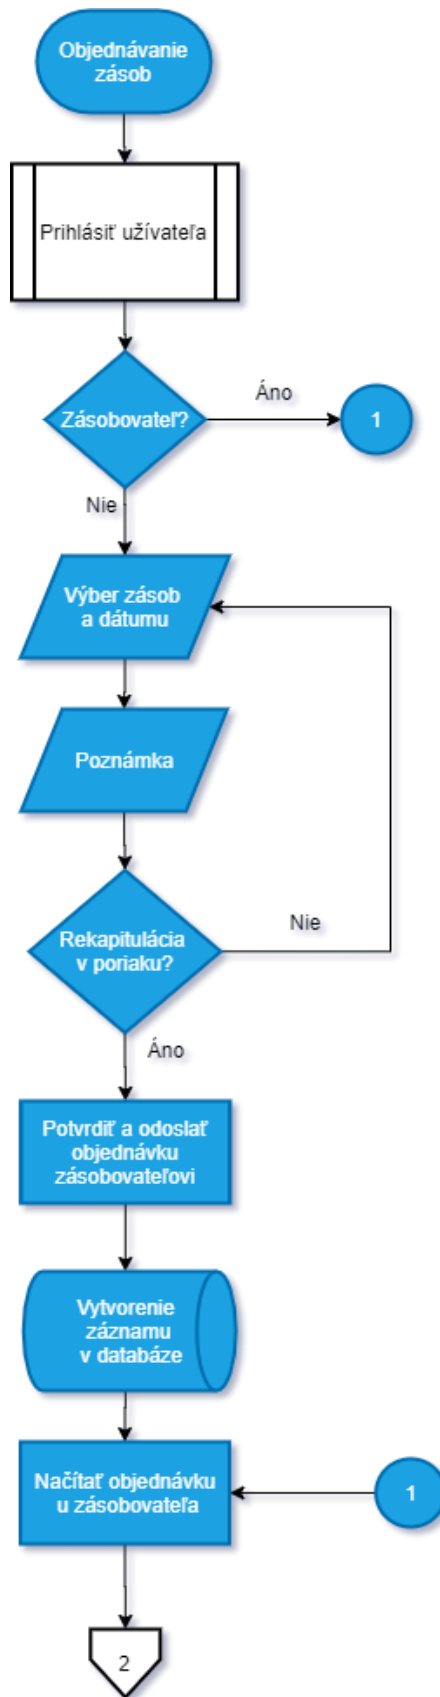 Objednávanie
zásob
Prihlásiť užívateľa
Zásobovateľ?
Áno
1
Nie
Výber zásob
a dátumu
Poznámka
Rekapitulácia
v poriaku?
Nie
Áno
Potvrdiť a odoslať
objednávku
zásobovateľovi
Vytvorenie
záznamu
v databáze
Načítať objednávku
u zásobovateľa
1
2